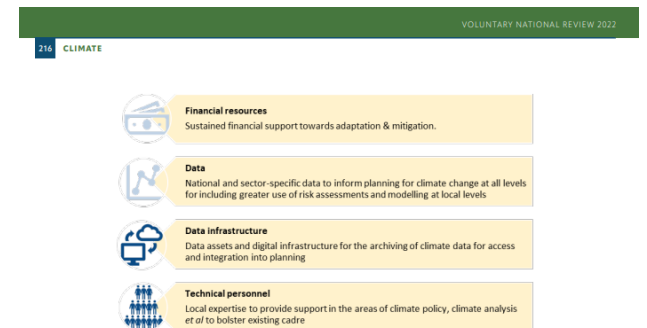 VOLUNTARY NATIONAL REVIEW 2022
216 CLIMATE
Financial resources
Sustained financial support towards adaptation & mitigation.
Data
National and sector-specific data to inform planning for climate change at all levels
for including greater use of risk assessments and modelling at local levels
Data infrastructure
Data assets and digital infrastructure for the archiving of climate data for access
and integration into planning
Technical personnel
Local expertise to provide support in the areas of climate policy, climate analysis
et al to bolster existing cadre